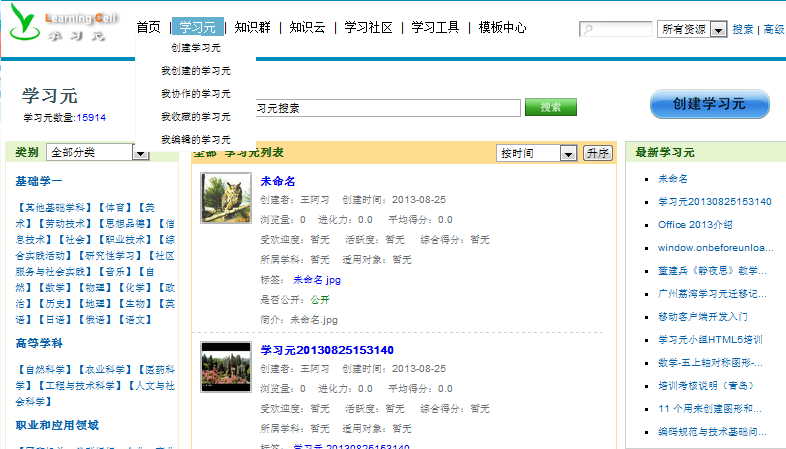 Learning Cell
学 习 元
首页 | 学习元 | 知识群 | 知识云 | 学习社区 | 学习工具 | 模板中心
所有资源 搜索 | 高级
创建学习元
我创建的学习元
我协作的学习元
我收藏的学习元
我编辑的学习元
学习元
学习元数量:15914
习元搜索
搜索
创建学习元
类别 全部分类
基础学一
【其他基础学科】【体育】【美
术】【劳动技术】【思想品德】【信
息技术】【社会】【职业技术】【综
合实践活动】【研究性学习】【社区
服务与社会实践】【音乐】【自
然】【数学】【物理】【化学】【政
治】【历史】【地理】【生物】【英
语】【日语】【俄语】【语文】
高等学科
【自然科学】【农业科学】【医药科
学】【工程与技术科学】【人文与社
会科学】
职业和应用领域
全部 学习元列表
按时间 升序
未命名
创建者：王阿习 创建时间：2013-08-25
浏览量：0 进化力：0.0 平均得分：0.0
受欢迎度：暂无 活跃度：暂无 综合得分：暂无
所属学科：暂无 适用对象：暂无
标签： 未命名 jpg
是否公开：公开
简介：未命名.jpg
学习元20130825153140
创建者：王阿习 创建时间：2013-08-25
浏览量：0 进化力：0.0 平均得分：0.0
受欢迎度：暂无 活跃度：暂无 综合得分：暂无
所属学科：暂无 适用对象：暂无
标签： 学习元 20130825153140
最新学习元
未命名
学习元20130825153140
Office 2013介绍
window.onbeforeunloa...
童建兵《静夜思》教学...
广州荔湾学习元迁移记...
移动客户端开发入门
学习元小组HTML5培训
数学-五上轴对称图形-...
培训考核说明（青岛）
11 个用来创建图形和...
编码规范与技术基础问...